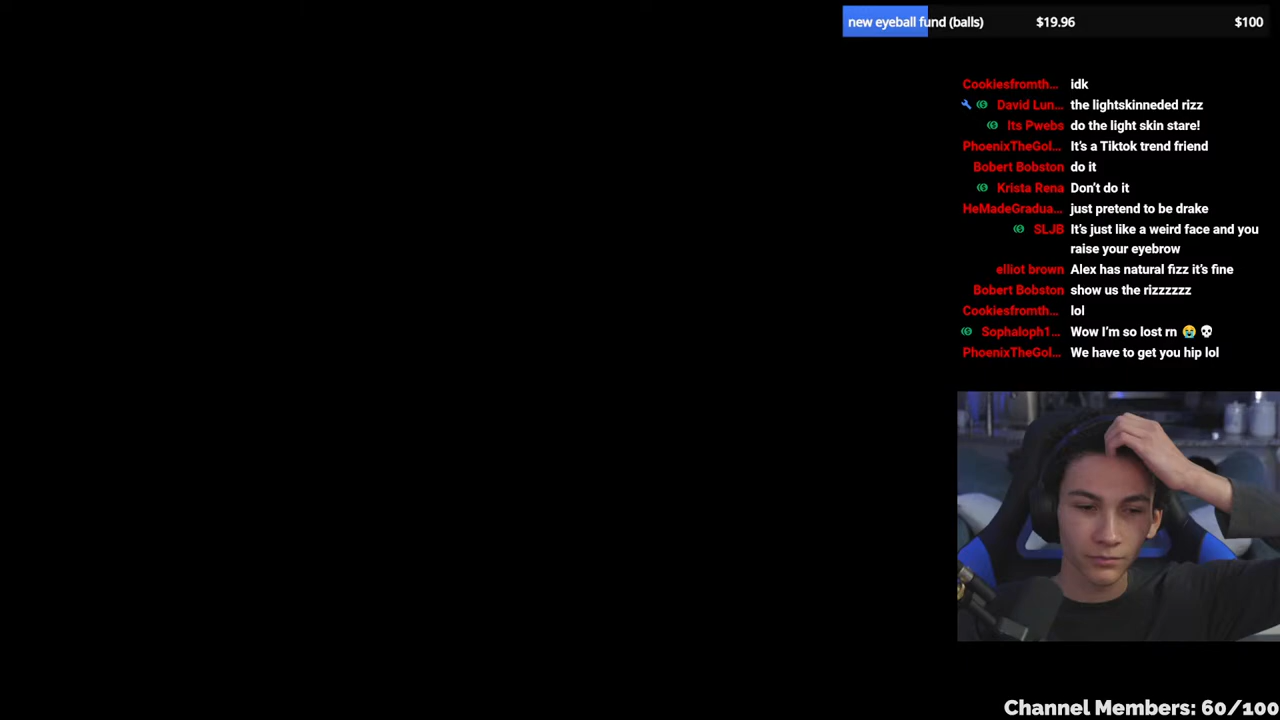 new eyeball fund (balls) $19.96 $100
Cookiesfromth... idk
David Lun... the lightskinneded rizz
Its Pwebs do the light skin stare!
PhoenixTheGol... It's a Tiktok trend friend
Bobert Bobston do it
Krista Rena Don't do it
HeMadeGradua... just pretend to be drake
SLJB It's just like a weird face and you
raise your eyebrow
elliot brown Alex has natural fizz it's fine
Bobert Bobston show us the rizzzzzz
Cookiesfromth... lol
Sophaloph1... Wow I'm so lost rn 😭💀
PhoenixTheGol... We have to get you hip lol
Channel Members: 60/100